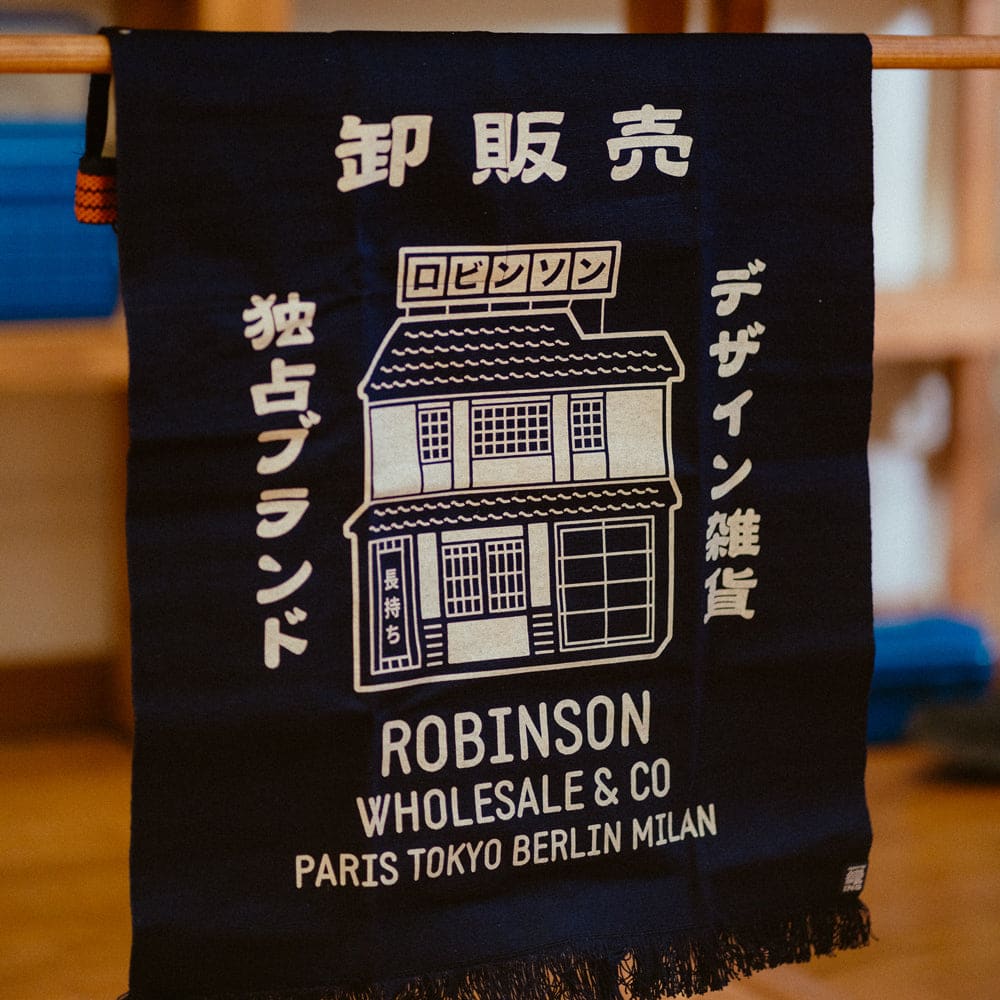 卸販売
ロビンソン
デザイン雑貨
独占ブランド
長持ち
ROBINSON
WHOLESALE & CO
PARIS TOKYO BERLIN MILAN